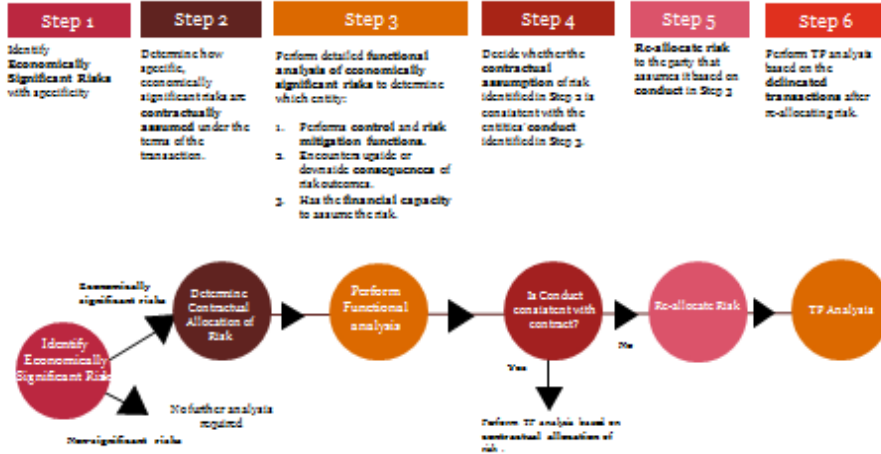 Step 1
Identify
Economically
Significant Risks
with specificity
Step 2
Determine how
specific,
economically
significant risks are
contractually
assumed under the
terms of the
transaction.
Step 3
Perform detailed functional
analysis of economically
significant risks to determine
which entity:
1. Performs control and risk
mitigation functions.
2. Encounters upside or
downside consequences of
risk outcomes.
3. Has the financial capacity
to assume the risk.
Step 4
Decide whether the
contractual
assumption of risk
identified in Step 2 is
consistent with the
entities' conduct
identified in Step 3.
Step 5
Re-allocate risk
to the party that
assumes it based on
conduct in Step 3
Step 6
Perform TP analysis
based on the
delineated
transactions after
re-allocating risk.
Economically
significant risks
Identify
Economically
Significant Risk
Non-significant risks
No further analysis
required
Determine
Contractual
Allocation of
Risk
Perform
Functional
analysis
Is Conduct
consistent with
contract?
Yes
No
Perform TP analysis based on
contractual allocation of
risk .
Re-allocate Risk
TP Analysis